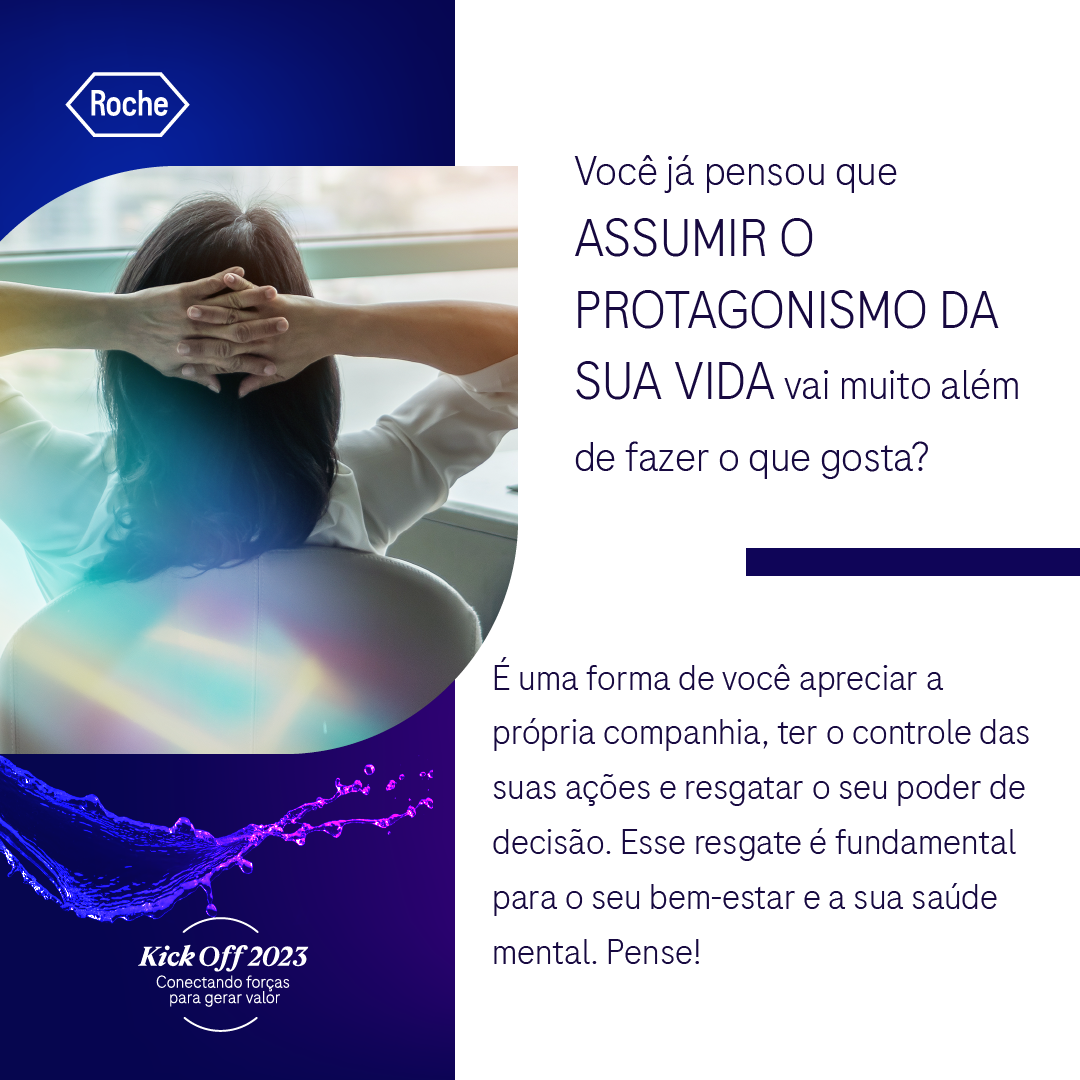 Roche
Você já pensou que
ASSUMIR O
PROTAGONISMO DA
SUA VIDA vai muito além
de fazer o que gosta?
É uma forma de você apreciar a
própria companhia, ter o controle das
suas ações e resgatar o seu poder de
decisão. Esse resgate é fundamental
para o seu bem-estar e a sua saúde
mental. Pense!
Kick Off 2023
Conectando forças
para gerar valor